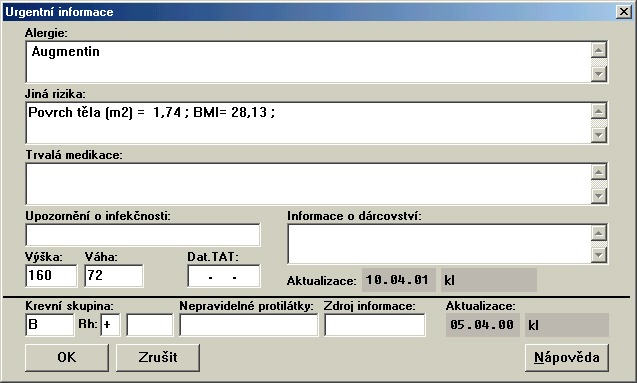 Urgentní informace
Alergie:
Augmentin
Jiná rizika:
Povrch těla (m2) = 1,74 ; BMI= 28,13 ;
Trvalá medikace:
Upozornění o infekčnosti: Informace o dárcovství:
Výška: Váha: Dat.TAT:
160 72 - -
Aktualizace: 10.04.01 kl
Krevní skupina: Nepravidelné protilátky: Zdroj informace: Aktualizace:
B Rh: + 05.04.00 kl
OK Zrušit Nápověda